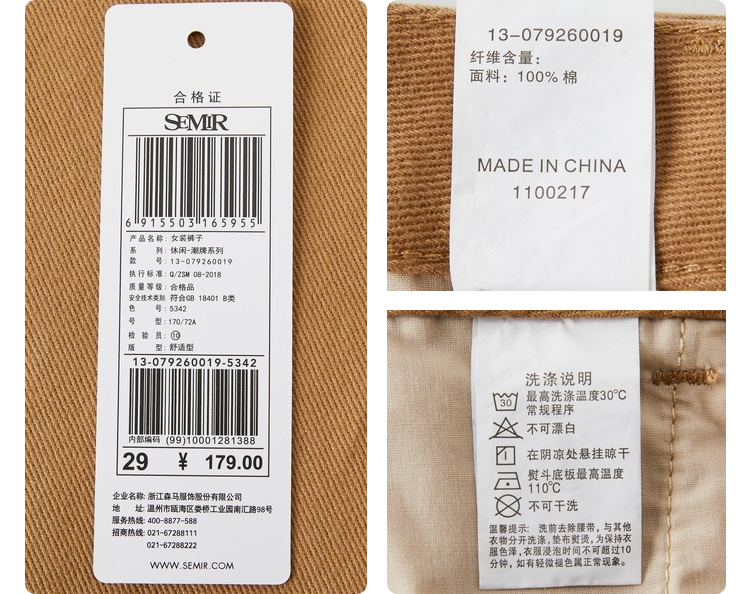 合格证
SEMIR
6 915503 165955
产品名称: 女装裤子
系 列: 休闲-潮牌系列
款 号: 13-079260019
执行标准: Q/ZSM 08-2018
质量等级: 合格品
安全技术类别: 符合GB 18401 B类
色 号: 5342
号 型: 170/72A
检 验 员: ⑩
版 型: 舒适型
13-079260019-5342
内部编码 (99)10001281388
29 ¥ 179.00
企业名称: 浙江森马服饰股份有限公司
地 址: 温州市瓯海区娄桥工业园南汇路98号
服务热线: 400-8877-588
招商热线: 021-67288111
021-67288222
WWW.SEMIR.COM
13-079260019
纤维含量:
面料: 100% 棉
MADE IN CHINA
1100217
洗涤说明
30 最高洗涤温度30℃
常规程序
不可漂白
在阴凉处悬挂晾干
熨斗底板最高温度
110℃
不可干洗
温馨提示: 洗前去除腰带, 与其他
衣物分开洗涤, 垫布熨烫, 为保持衣
服色泽, 衣服浸泡时间不可超过10
分钟, 如有轻微褪色属正常现象。